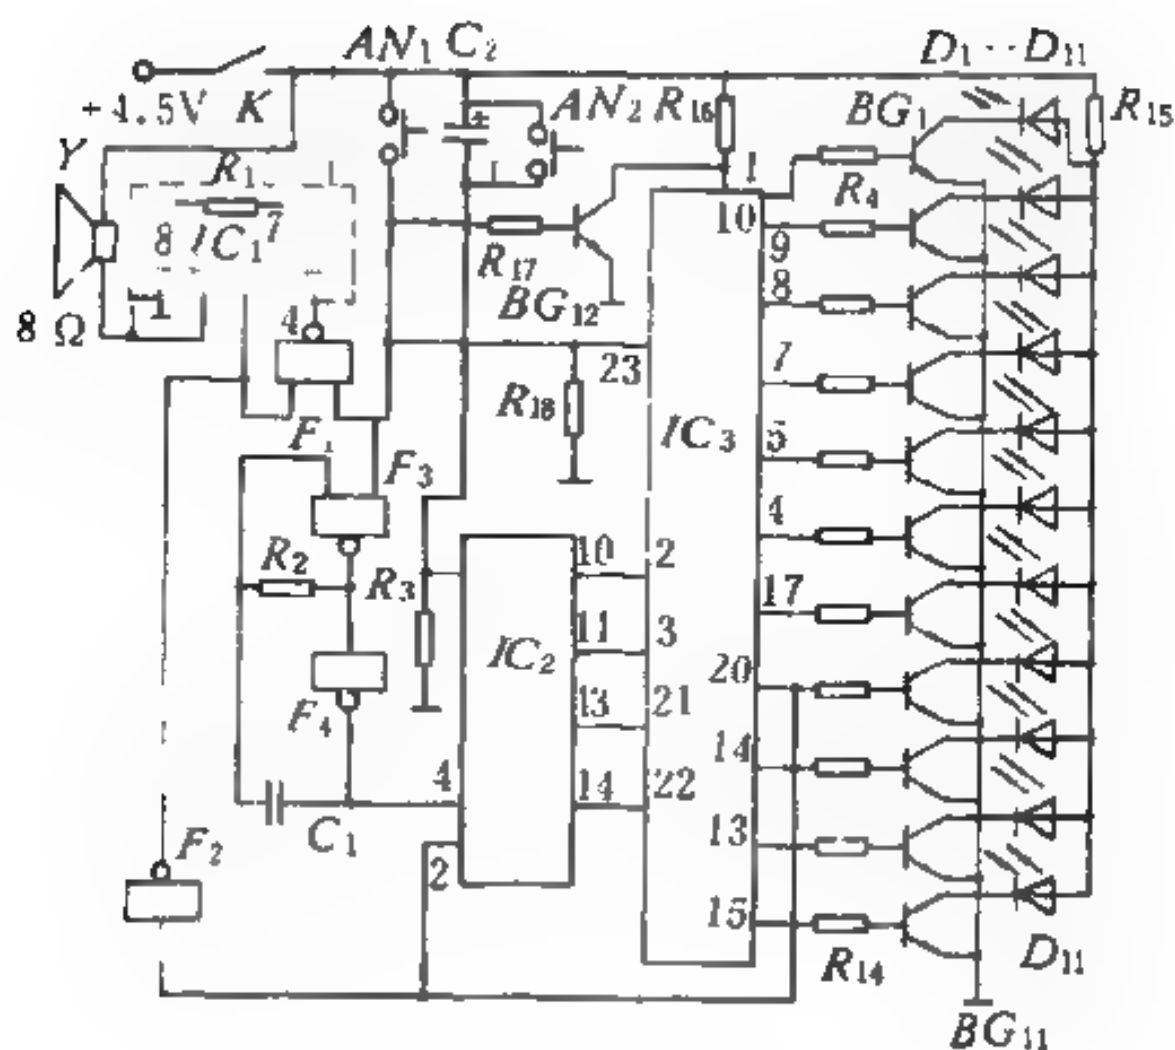 AN1 C2
D1··D11
+4.5V K
AN2 R16
BG1
R15
Y
R1
1
8 IC1 7
10
R4
9
R17
8
BG12
8 Ω
4
23
7
R18
IC3
5
F1
F3
4
10 2
R2
R3
17
11 3
IC2
20
F4
13 21
14
4
14 22
C1
13
F2
2
15
R14
D11
BG11